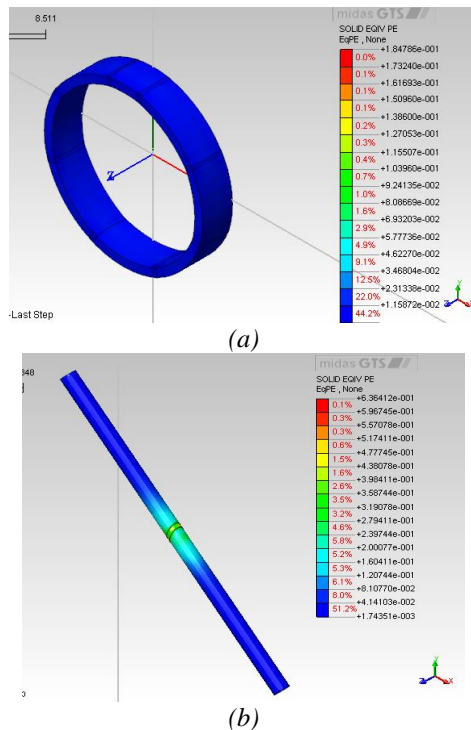 8.511
midas GTS
SOLID EQIV PE
EqPE , None
+1.84786e-001
0.0%
+1.73240e-001
0.1%
+1.61693e-001
0.1%
+1.50960e-001
0.1%
+1.38600e-001
0.2%
+1.27053e-001
0.3%
+1.15507e-001
0.4%
+1.03960e-001
0.7%
+9.24135e-002
1.0%
+8.08669e-002
1.6%
+6.93203e-002
2.9%
+5.77736e-002
4.9%
+4.62270e-002
9.1%
+3.46804e-002
12.5%
+2.31338e-002
22.0%
+1.15872e-002
44.2%
Z
-Last Step
Y
Z X
(a)
048
midas GTS
SOLID EQIV PE
EqPE , None
+6.36412e-001
0.1%
+5.96745e-001
0.3%
+5.57078e-001
0.3%
+5.17411e-001
0.6%
+4.77745e-001
1.5%
+4.38078e-001
1.6%
+3.98411e-001
2.6%
+3.58744e-001
3.5%
+3.19078e-001
3.2%
+2.79411e-001
4.6%
+2.39744e-001
5.8%
+2.00077e-001
5.2%
+1.60411e-001
5.3%
+1.20744e-001
6.1%
+8.10770e-002
8.0%
+4.14103e-002
51.2%
+1.74351e-003
3
Y
Z X
(b)